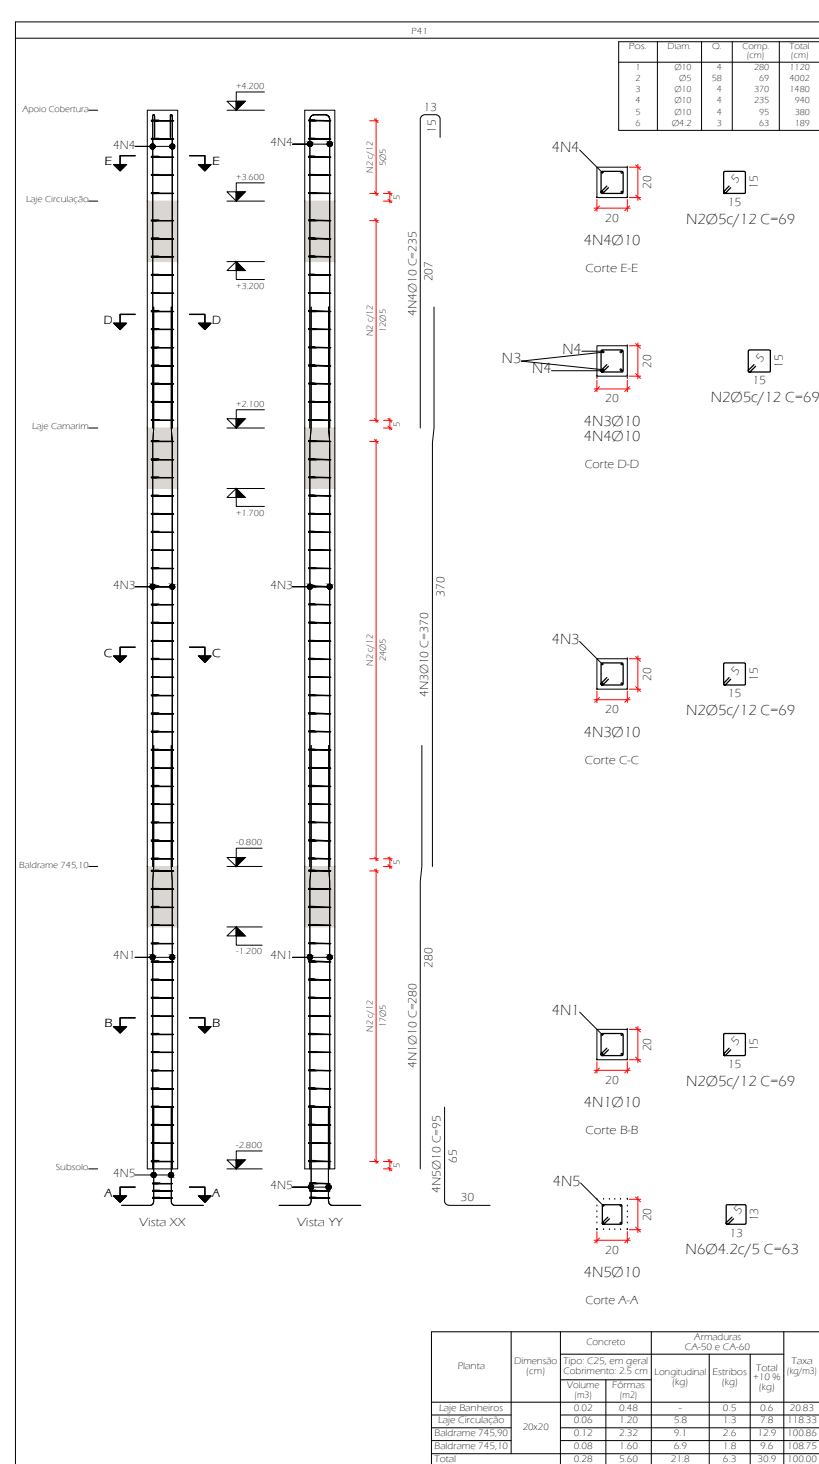 P41
Pos. Diam. Q. Comp. (cm) Total (cm)
1 Ø10 4 280 1120
2 Ø5 58 69 4002
3 Ø10 4 370 1480
4 Ø10 4 235 940
5 Ø10 4 95 380
6 Ø4.2 3 63 189
+4.200
Apoio Cobertura
13
15
4N4
4N4
N2 c/12
5Ø5
E E
+3.600
5
Laje Circulação
+3.200
4N4
20
20
4N4Ø10
Corte E-E
5
15
15
N2Ø5c/12 C=69
4N4Ø10 C=235
207
D D
N2 c/12
12Ø5
N3
N4
N4
20
20
4N3Ø10
4N4Ø10
Corte D-D
5
15
15
N2Ø5c/12 C=69
+2.100
Laje Camarim
5
+1.700
4N3
4N3
370
4N3Ø10 C=370
C C
N2 c/12
24Ø5
4N3
20
20
4N3Ø10
Corte C-C
5
15
15
N2Ø5c/12 C=69
-0.800
Baldrame 745,10
5
-1.200
4N1
4N1
280
4N1Ø10 C=280
B B
N2 c/12
17Ø5
4N1
20
20
4N1Ø10
Corte B-B
5
15
15
N2Ø5c/12 C=69
-2.800
Subsolo
5
4N5
4N5
A A
4N5Ø10 C=95
65
30
4N5
20
20
4N5Ø10
Corte A-A
5
13
13
N6Ø4.2c/5 C=63
Vista XX
Vista YY
Planta Dimensão (cm) Concreto Armaduras CA-50 e CA-60 Taxa (kg/m3)
Tipo: C25, em geral
Cobrimento: 2.5 cm
Volume (m3) Fôrmas (m2) Longitudinal (kg) Estribos (kg) Total +10 % (kg)
Laje Banheiros 20x20 0.02 0.48 - 0.5 0.6 20.83
Laje Circulação 0.06 1.20 5.8 1.3 7.8 118.33
Baldrame 745,90 0.12 2.32 9.1 2.6 12.9 100.86
Baldrame 745,10 0.08 1.60 6.9 1.8 9.6 108.75
Total 0.28 5.60 21.8 6.3 30.9 100.00